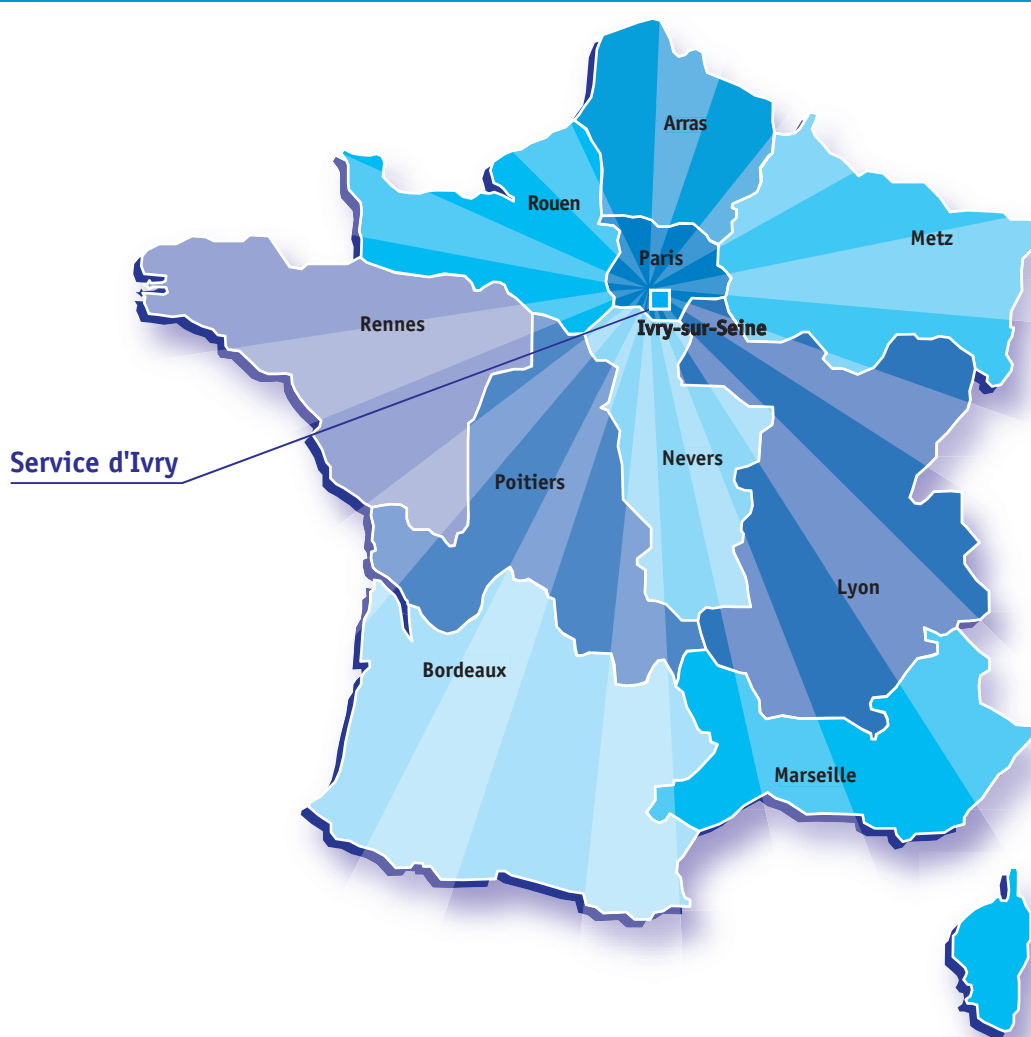 Arras
Rouen
Metz
Paris
Rennes
Ivry-sur-Seine
Service d'Ivry
Nevers
Poitiers
Lyon
Bordeaux
Marseille